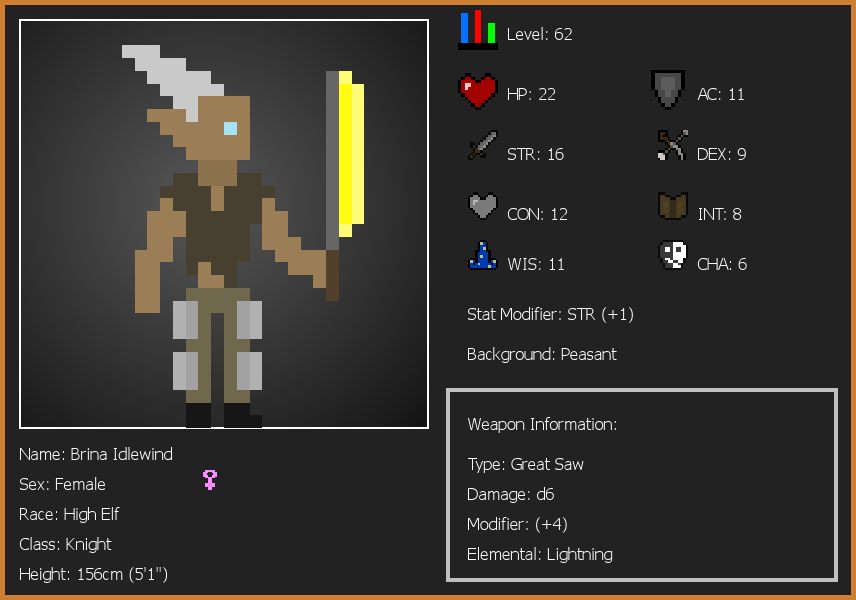 Level: 62
HP: 22
AC: 11
STR: 16
DEX: 9
CON: 12
INT: 8
WIS: 11
CHA: 6
Stat Modifier: STR (+1)
Background: Peasant
Weapon Information:
Type: Great Saw
Damage: d6
Modifier: (+4)
Elemental: Lightning
Name: Brina Idlewind
Sex: Female
Race: High Elf
Class: Knight
Height: 156cm (5'1")